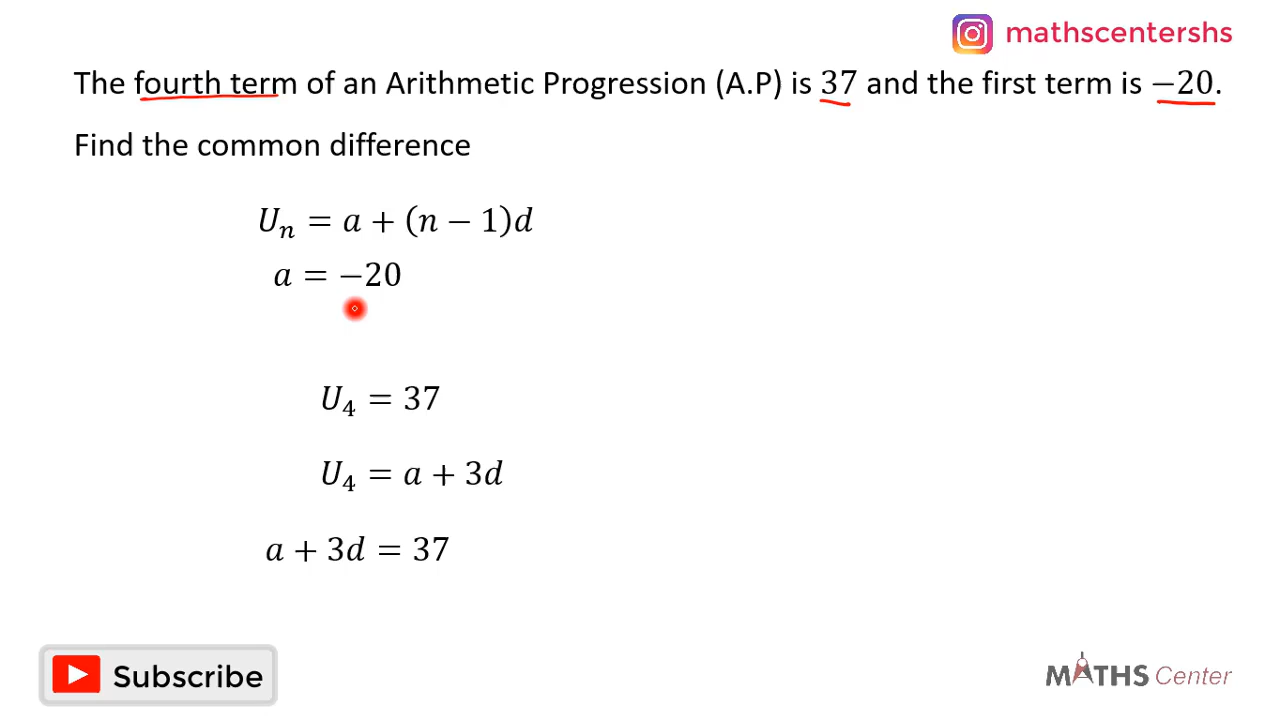 mathscentershs
The fourth term of an Arithmetic Progression (A.P) is 37 and the first term is −20.
Find the common difference
Uₙ = a + (n − 1)d
a = −20
U₄ = 37
U₄ = a + 3d
a + 3d = 37
Subscribe
MATHS Center